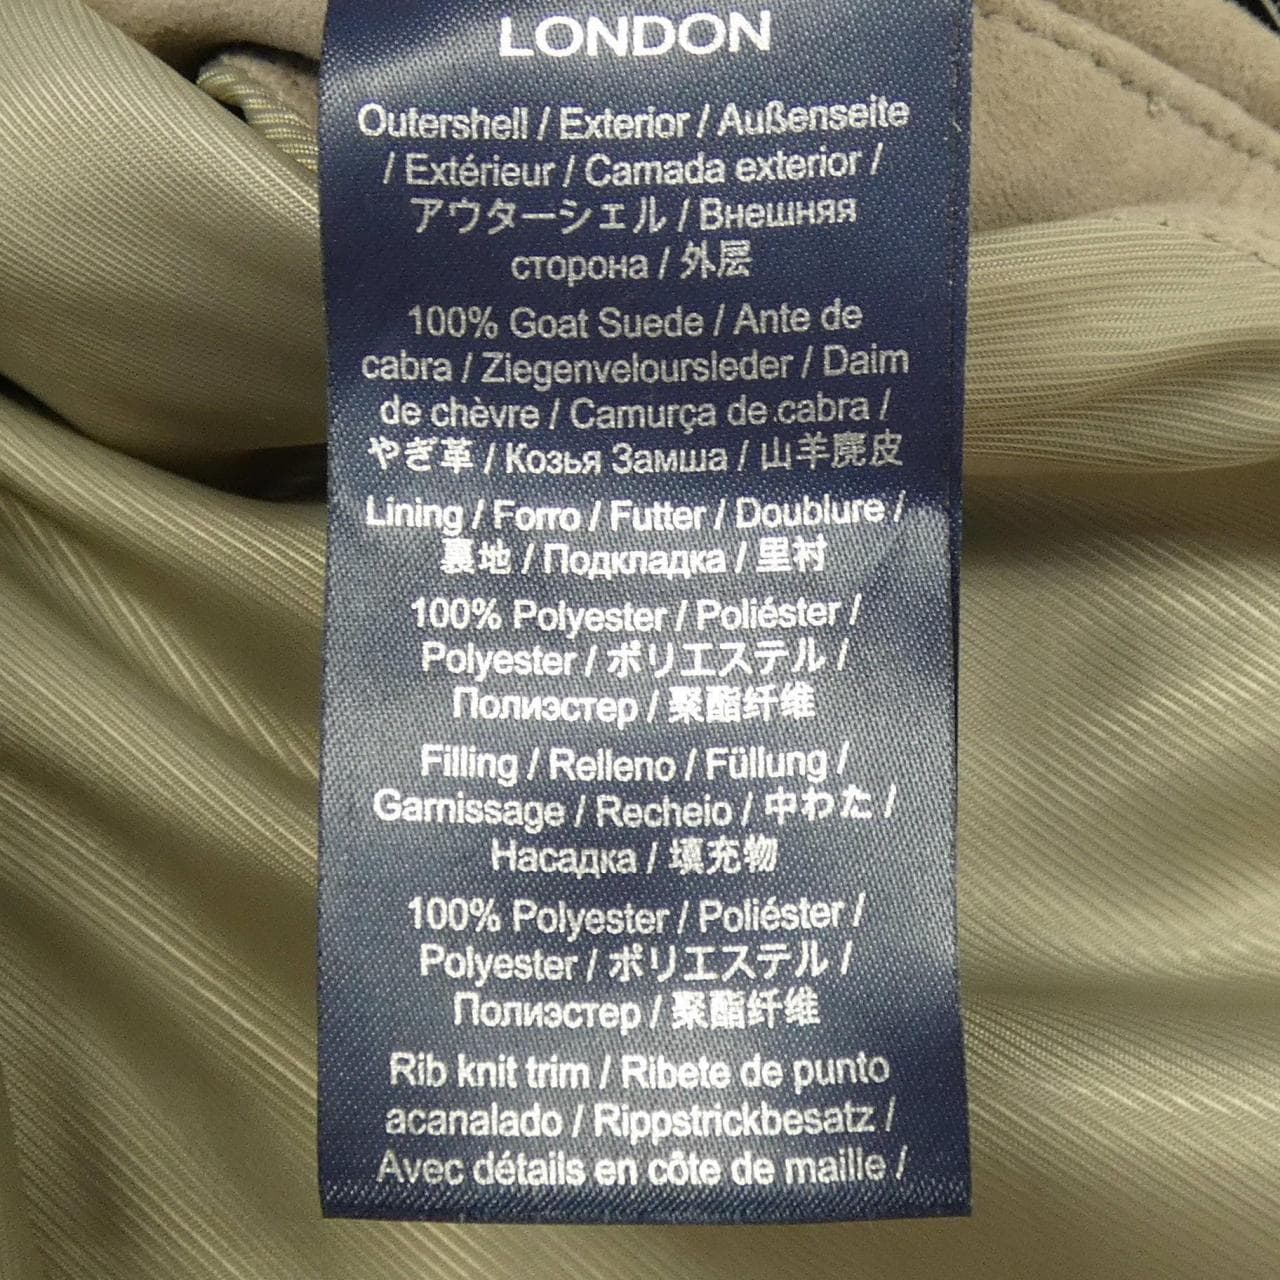 LONDON
Outershell / Exterior / Außenseite
/ Extérieur / Camada exterior /
アウターシェル / Внешняя
сторона / 外层
100% Goat Suede / Ante de
cabra / Ziegenveloursleder / Daim
de chèvre / Camurça de cabra /
やぎ革 / Козья Замша / 山羊麂皮
Lining / Forro / Futter / Doublure /
裏地 / Подкладка / 里衬
100% Polyester / Poliéster /
Polyester / ポリエステル /
Полиэстер / 聚酯纤维
Filling / Relleno / Füllung /
Garnissage / Recheio / 中わた /
Насадка / 填充物
100% Polyester / Poliéster /
Polyester / ポリエステル /
Полиэстер / 聚酯纤维
Rib knit trim / Ribete de punto
acanalado / Rippstrickbesatz /
Avec détails en côte de maille /